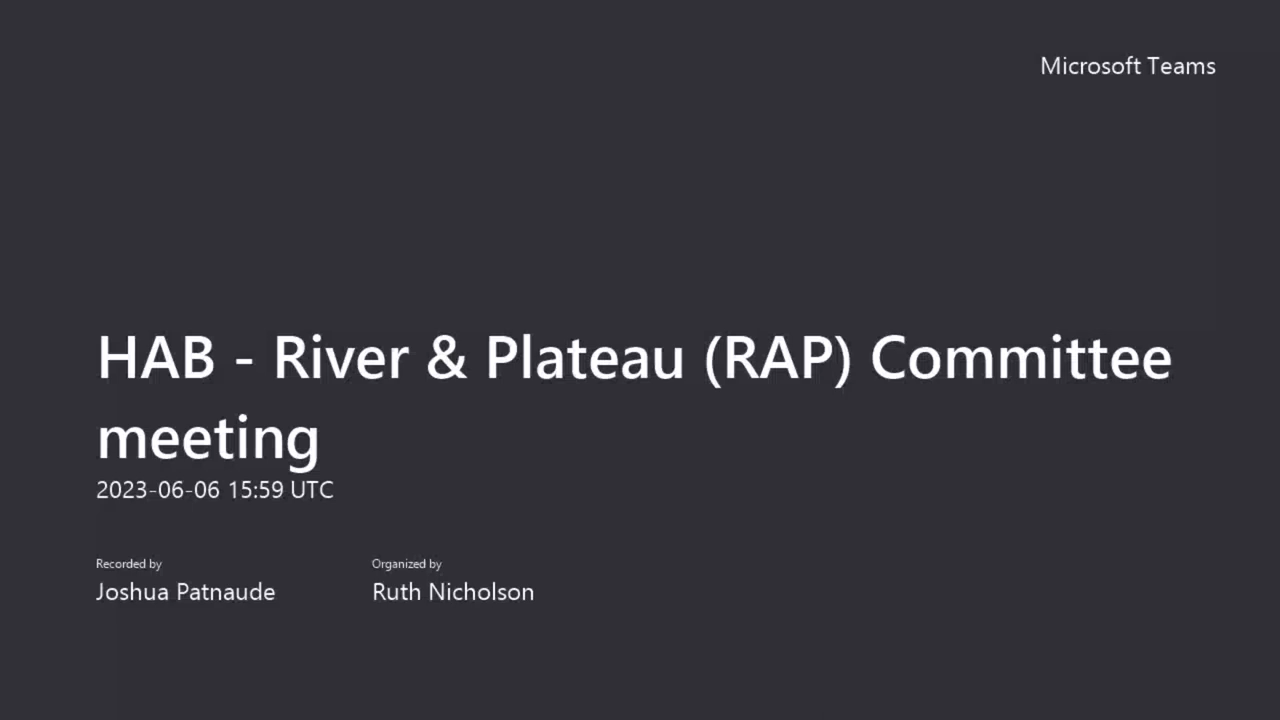 Microsoft Teams
HAB - River & Plateau (RAP) Committee
meeting
2023-06-06 15:59 UTC
Recorded by
Joshua Patnaude
Organized by
Ruth Nicholson